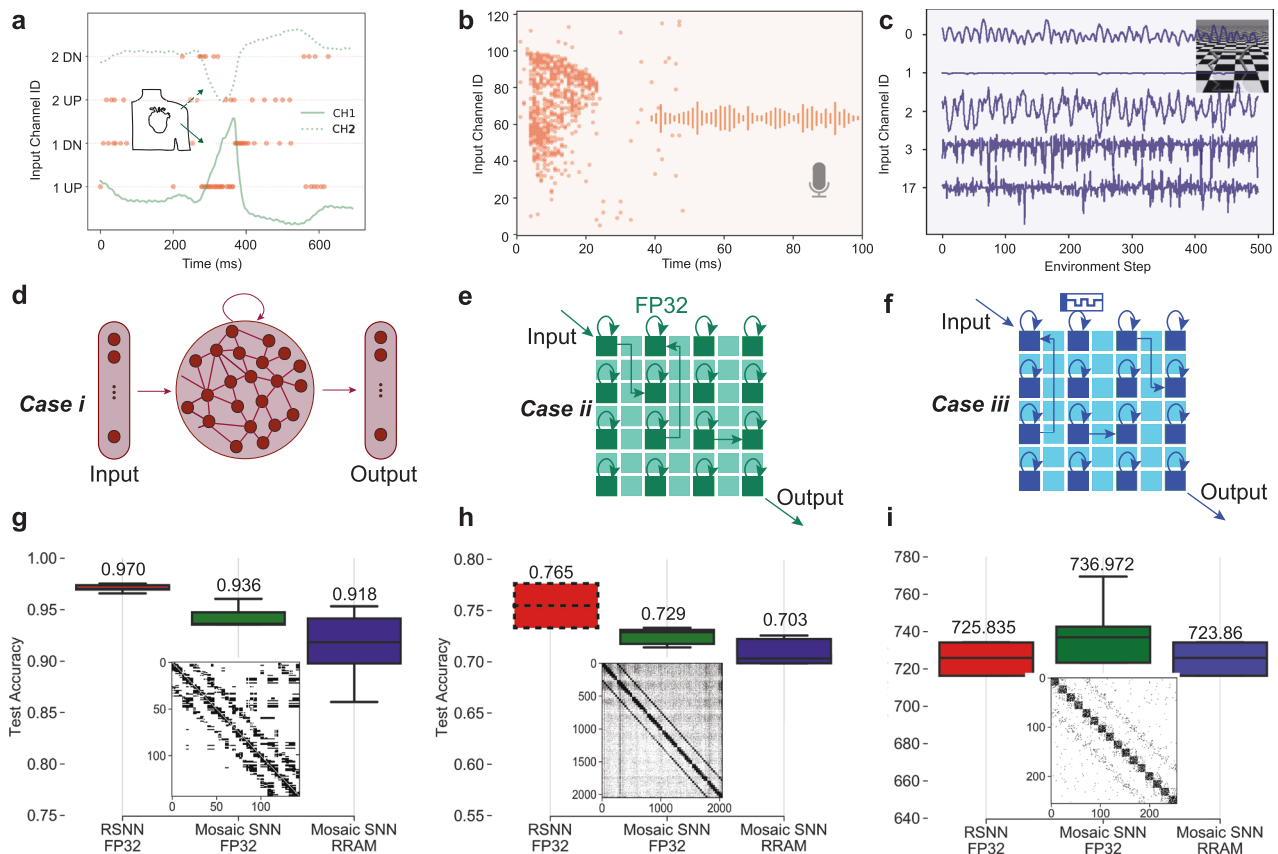 a
2 DN
2 UP
1 DN
1 UP
Input Channel ID
CH1
CH2
0
200
400
600
Time (ms)
b
120
100
80
60
40
20
0
Input Channel ID
0
20
40
60
80
100
Time (ms)
c
0
1
2
3
17
Input Channel ID
0
100
200
300
400
500
Environment Step
d
Case i
Input
Output
e
FP32
Input
Case ii
Output
f
Input
Case iii
Output
g
1.00
0.95
0.90
0.85
0.80
0.75
Test Accuracy
0.970
0.936
0.918
0
50
100
0
100
RSNN
FP32
Mosaic SNN
FP32
Mosaic SNN
RRAM
h
0.80
0.75
0.70
0.65
0.60
0.55
Test Accuracy
0.765
0.729
0.703
0
500
1000
1500
2000
0
1000
2000
RSNN
FP32
Mosaic SNN
FP32
Mosaic SNN
RRAM
i
780
760
740
720
700
680
660
640
725.835
736.972
723.86
0
100
200
100
200
RSNN
FP32
Mosaic SNN
FP32
Mosaic SNN
RRAM